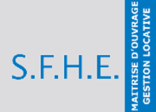 S.F.H.E.
MAITRISE D'OUVRAGE
GESTION LOCATIVE